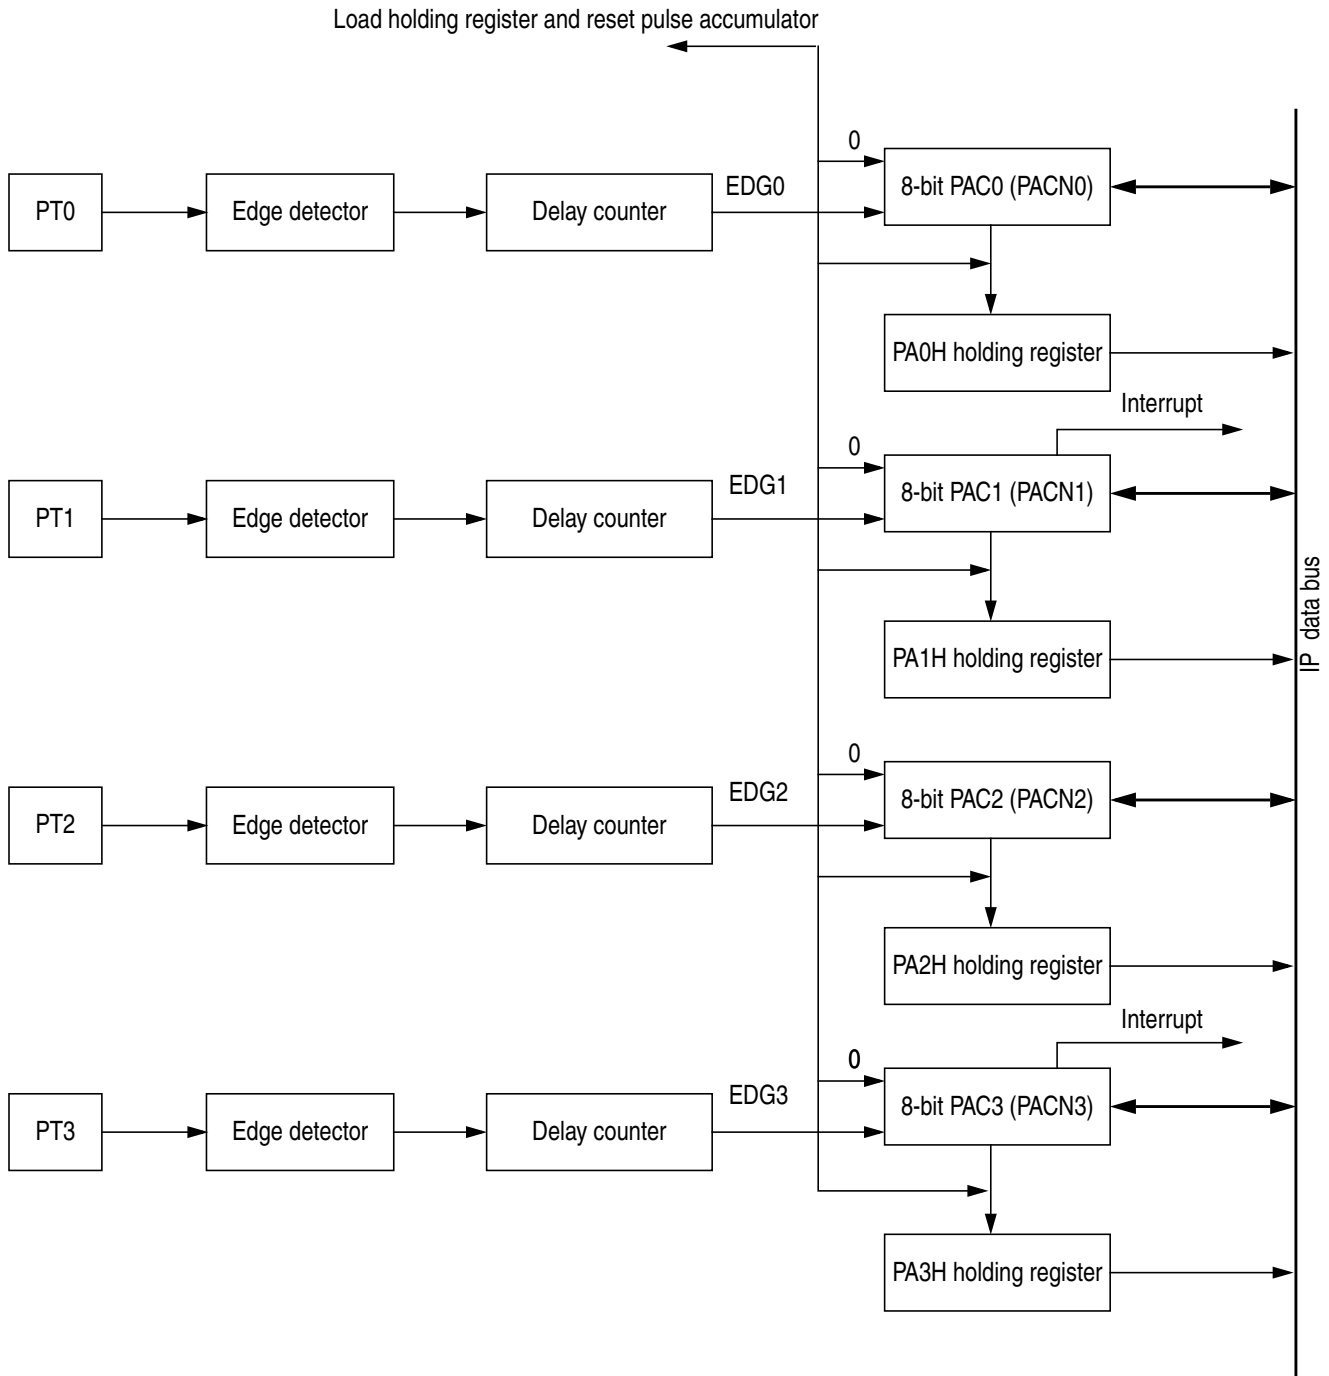 Load holding register and reset pulse accumulator
0
PT0
Edge detector
Delay counter
EDG0
8-bit PAC0 (PACN0)
PA0H holding register
Interrupt
0
PT1
Edge detector
Delay counter
EDG1
8-bit PAC1 (PACN1)
PA1H holding register
IP data bus
0
PT2
Edge detector
Delay counter
EDG2
8-bit PAC2 (PACN2)
PA2H holding register
Interrupt
0
PT3
Edge detector
Delay counter
EDG3
8-bit PAC3 (PACN3)
PA3H holding register